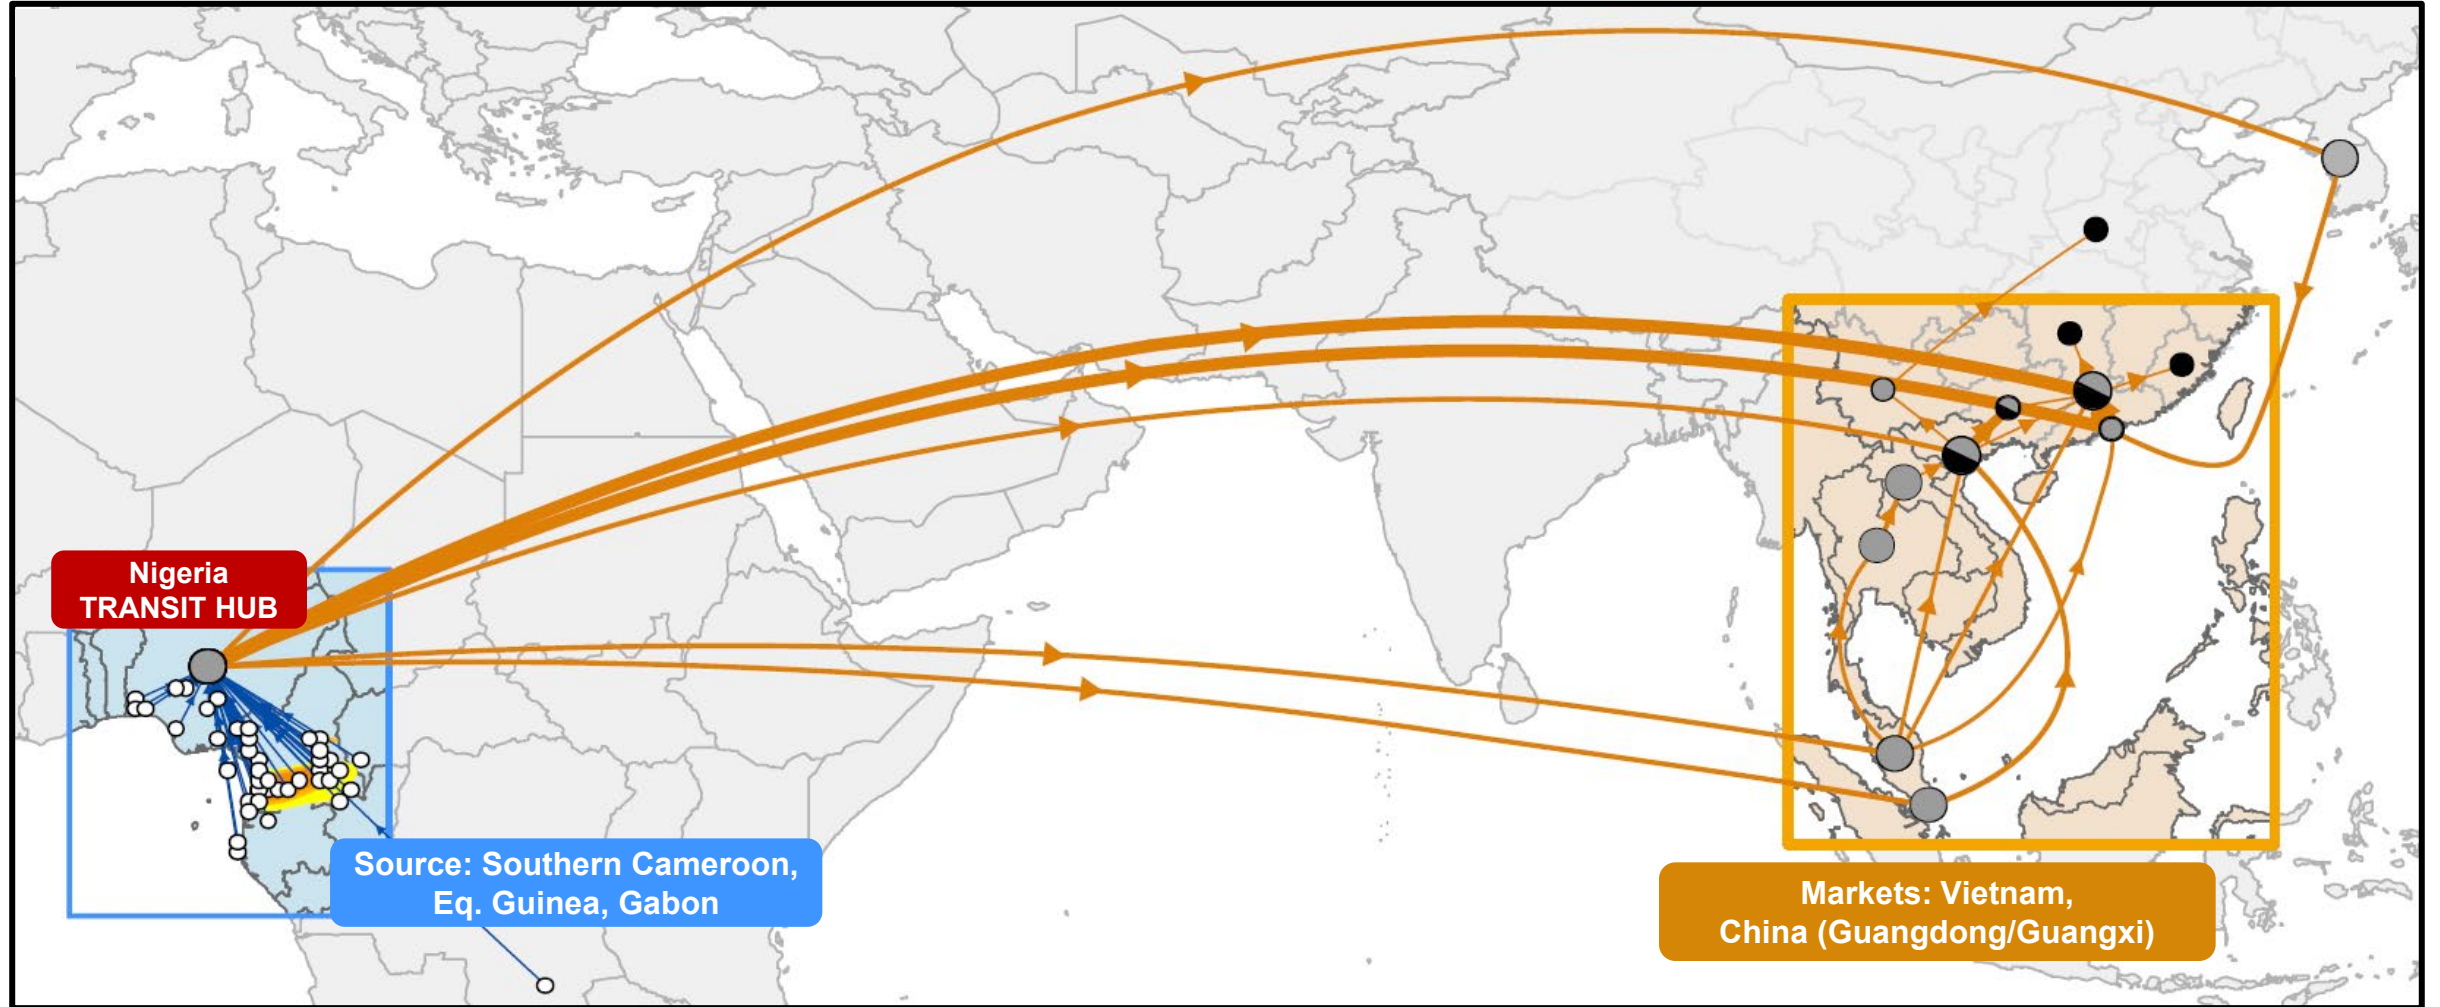 Nigeria
TRANSIT HUB
Source: Southern Cameroon,
Eq. Guinea, Gabon
Markets: Vietnam,
China (Guangdong/Guangxi)